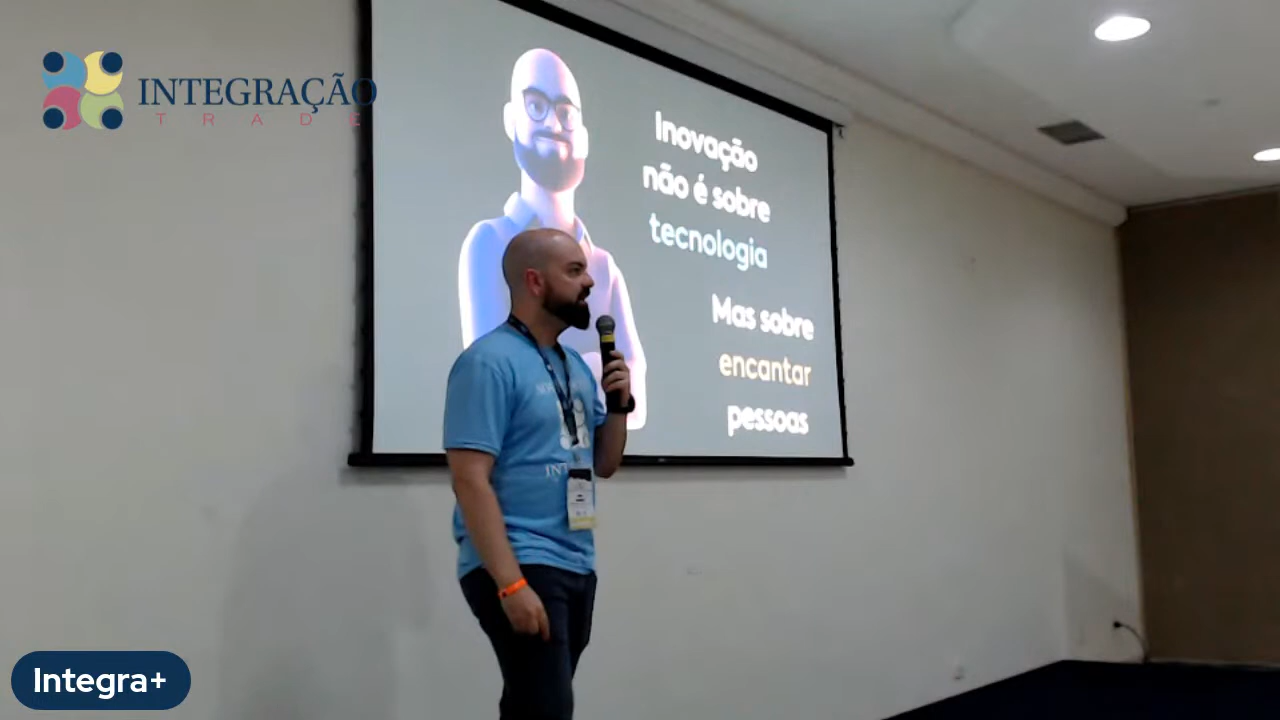 INTEGRAÇÃO
TRADE
Inovação
não é sobre
tecnologia
Mas sobre
encantar
pessoas
Integra+